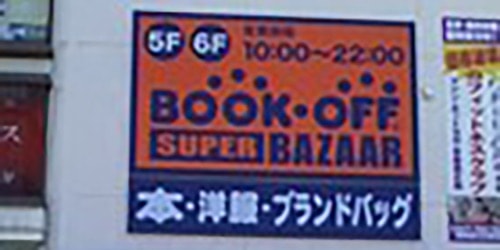 5F 6F 営業時間
10:00~22:00
BOOK・OFF
SUPER BAZAAR
本・洋服・ブランドバッグ